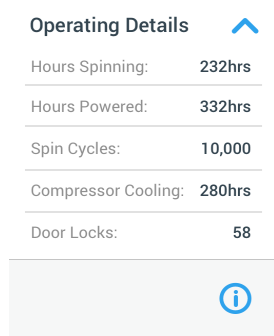 Operating Details
Hours Spinning: 232hrs
Hours Powered: 332hrs
Spin Cycles: 10,000
Compressor Cooling: 280hrs
Door Locks: 58